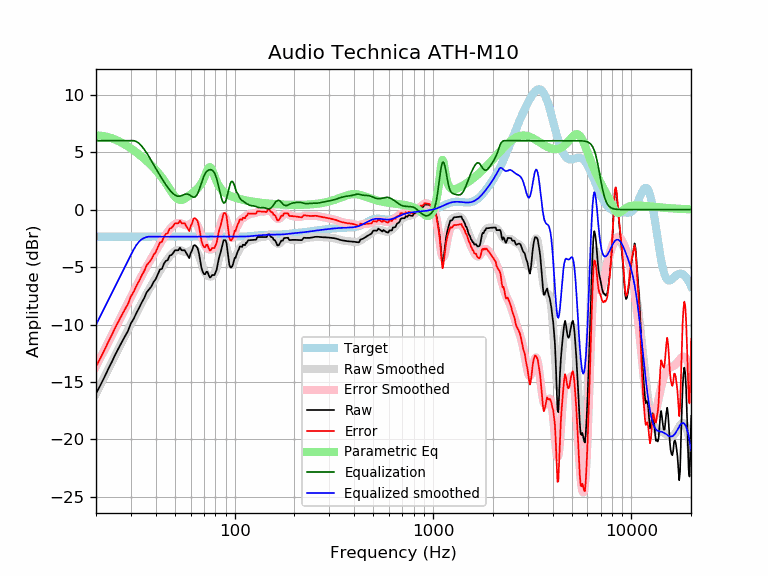 Audio Technica ATH-M10
Amplitude (dBr)
10
5
0
−5
−10
−15
−20
−25
Target
Raw Smoothed
Error Smoothed
Raw
Error
Parametric Eq
Equalization
Equalized smoothed
100
1000
10000
Frequency (Hz)